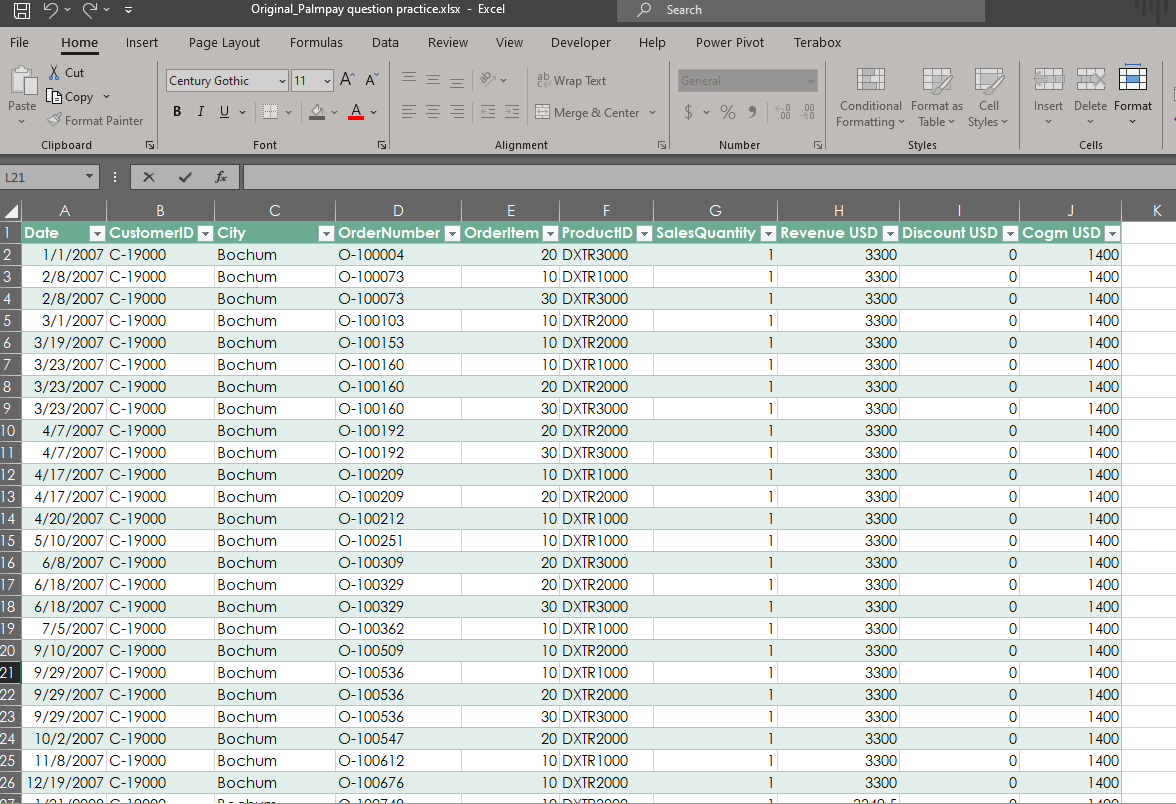 Original_Palmpay question practice.xlsx - Excel
Search
File Home Insert Page Layout Formulas Data Review View Developer Help Power Pivot Terabox
Paste
Cut
Copy
Format Painter
Clipboard
Century Gothic 11 A A
B I U A
Font
ab Wrap Text
Merge & Center
Alignment
General
$ % 9 .00
Number
Conditional Formatting
Format as Table
Cell Styles
Styles
Insert Delete Format
Cells
L21 fx
A B C D E F G H I J K
1 Date CustomerID City OrderNumber OrderItem ProductID SalesQuantity Revenue USD Discount USD Cogm USD
2 1/1/2007 C-19000 Bochum O-100004 20 DXTR3000 1 3300 0 1400
3 2/8/2007 C-19000 Bochum O-100073 10 DXTR1000 1 3300 0 1400
4 2/8/2007 C-19000 Bochum O-100073 30 DXTR3000 1 3300 0 1400
5 3/1/2007 C-19000 Bochum O-100103 10 DXTR2000 1 3300 0 1400
6 3/19/2007 C-19000 Bochum O-100153 10 DXTR2000 1 3300 0 1400
7 3/23/2007 C-19000 Bochum O-100160 10 DXTR1000 1 3300 0 1400
8 3/23/2007 C-19000 Bochum O-100160 20 DXTR2000 1 3300 0 1400
9 3/23/2007 C-19000 Bochum O-100160 30 DXTR3000 1 3300 0 1400
10 4/7/2007 C-19000 Bochum O-100192 20 DXTR2000 1 3300 0 1400
11 4/7/2007 C-19000 Bochum O-100192 30 DXTR3000 1 3300 0 1400
12 4/17/2007 C-19000 Bochum O-100209 10 DXTR1000 1 3300 0 1400
13 4/17/2007 C-19000 Bochum O-100209 20 DXTR2000 1 3300 0 1400
14 4/20/2007 C-19000 Bochum O-100212 10 DXTR1000 1 3300 0 1400
15 5/10/2007 C-19000 Bochum O-100251 10 DXTR1000 1 3300 0 1400
16 6/8/2007 C-19000 Bochum O-100309 20 DXTR3000 1 3300 0 1400
17 6/18/2007 C-19000 Bochum O-100329 20 DXTR2000 1 3300 0 1400
18 6/18/2007 C-19000 Bochum O-100329 30 DXTR3000 1 3300 0 1400
19 7/5/2007 C-19000 Bochum O-100362 10 DXTR1000 1 3300 0 1400
20 9/10/2007 C-19000 Bochum O-100509 10 DXTR2000 1 3300 0 1400
21 9/29/2007 C-19000 Bochum O-100536 10 DXTR1000 1 3300 0 1400
22 9/29/2007 C-19000 Bochum O-100536 20 DXTR2000 1 3300 0 1400
23 9/29/2007 C-19000 Bochum O-100536 30 DXTR3000 1 3300 0 1400
24 10/2/2007 C-19000 Bochum O-100547 20 DXTR2000 1 3300 0 1400
25 11/8/2007 C-19000 Bochum O-100612 10 DXTR1000 1 3300 0 1400
26 12/19/2007 C-19000 Bochum O-100676 10 DXTR2000 1 3300 0 1400